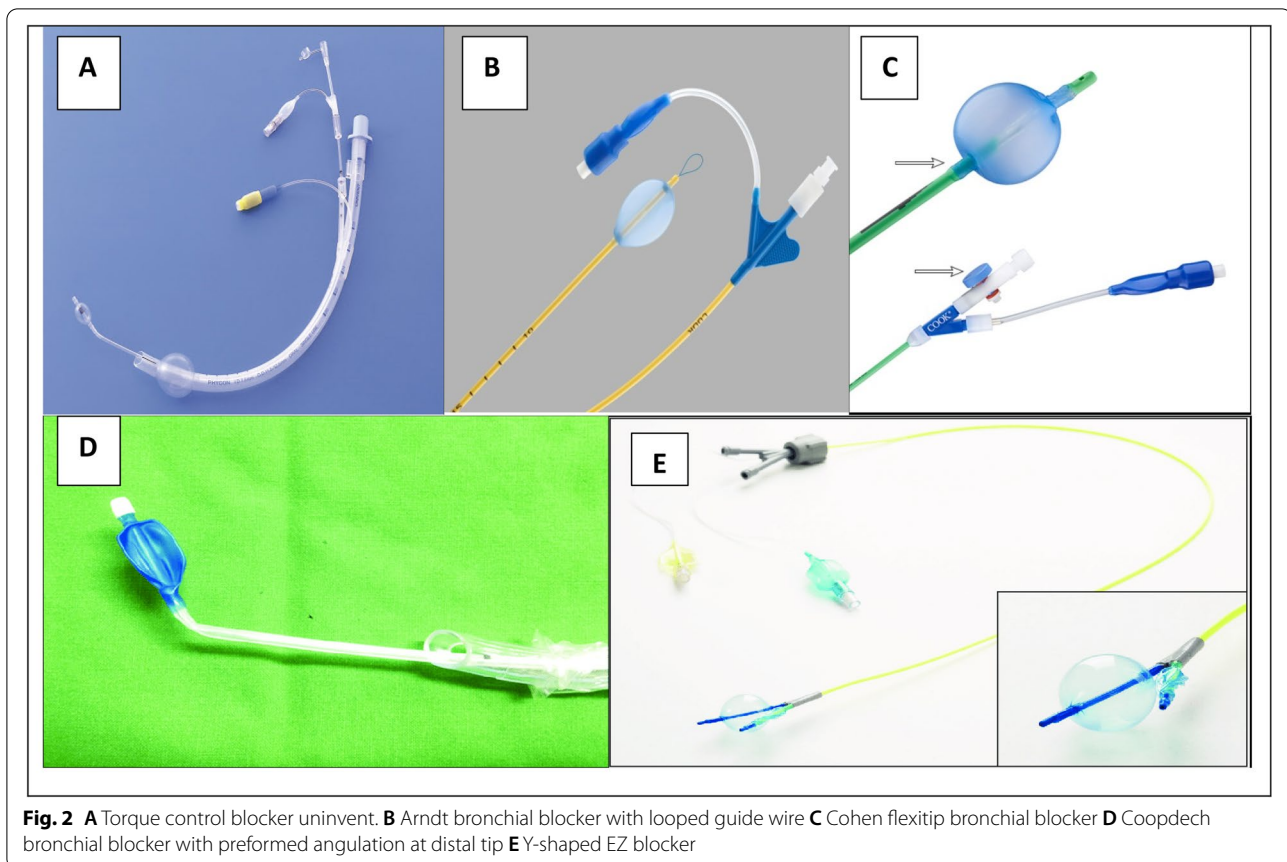 A
B
C
COOK
COOK®
D
E
Fig. 2 A Torque control blocker uninvent. B Arndt bronchial blocker with looped guide wire C Cohen flexitip bronchial blocker D Coopdech
bronchial blocker with preformed angulation at distal tip E Y-shaped EZ blocker